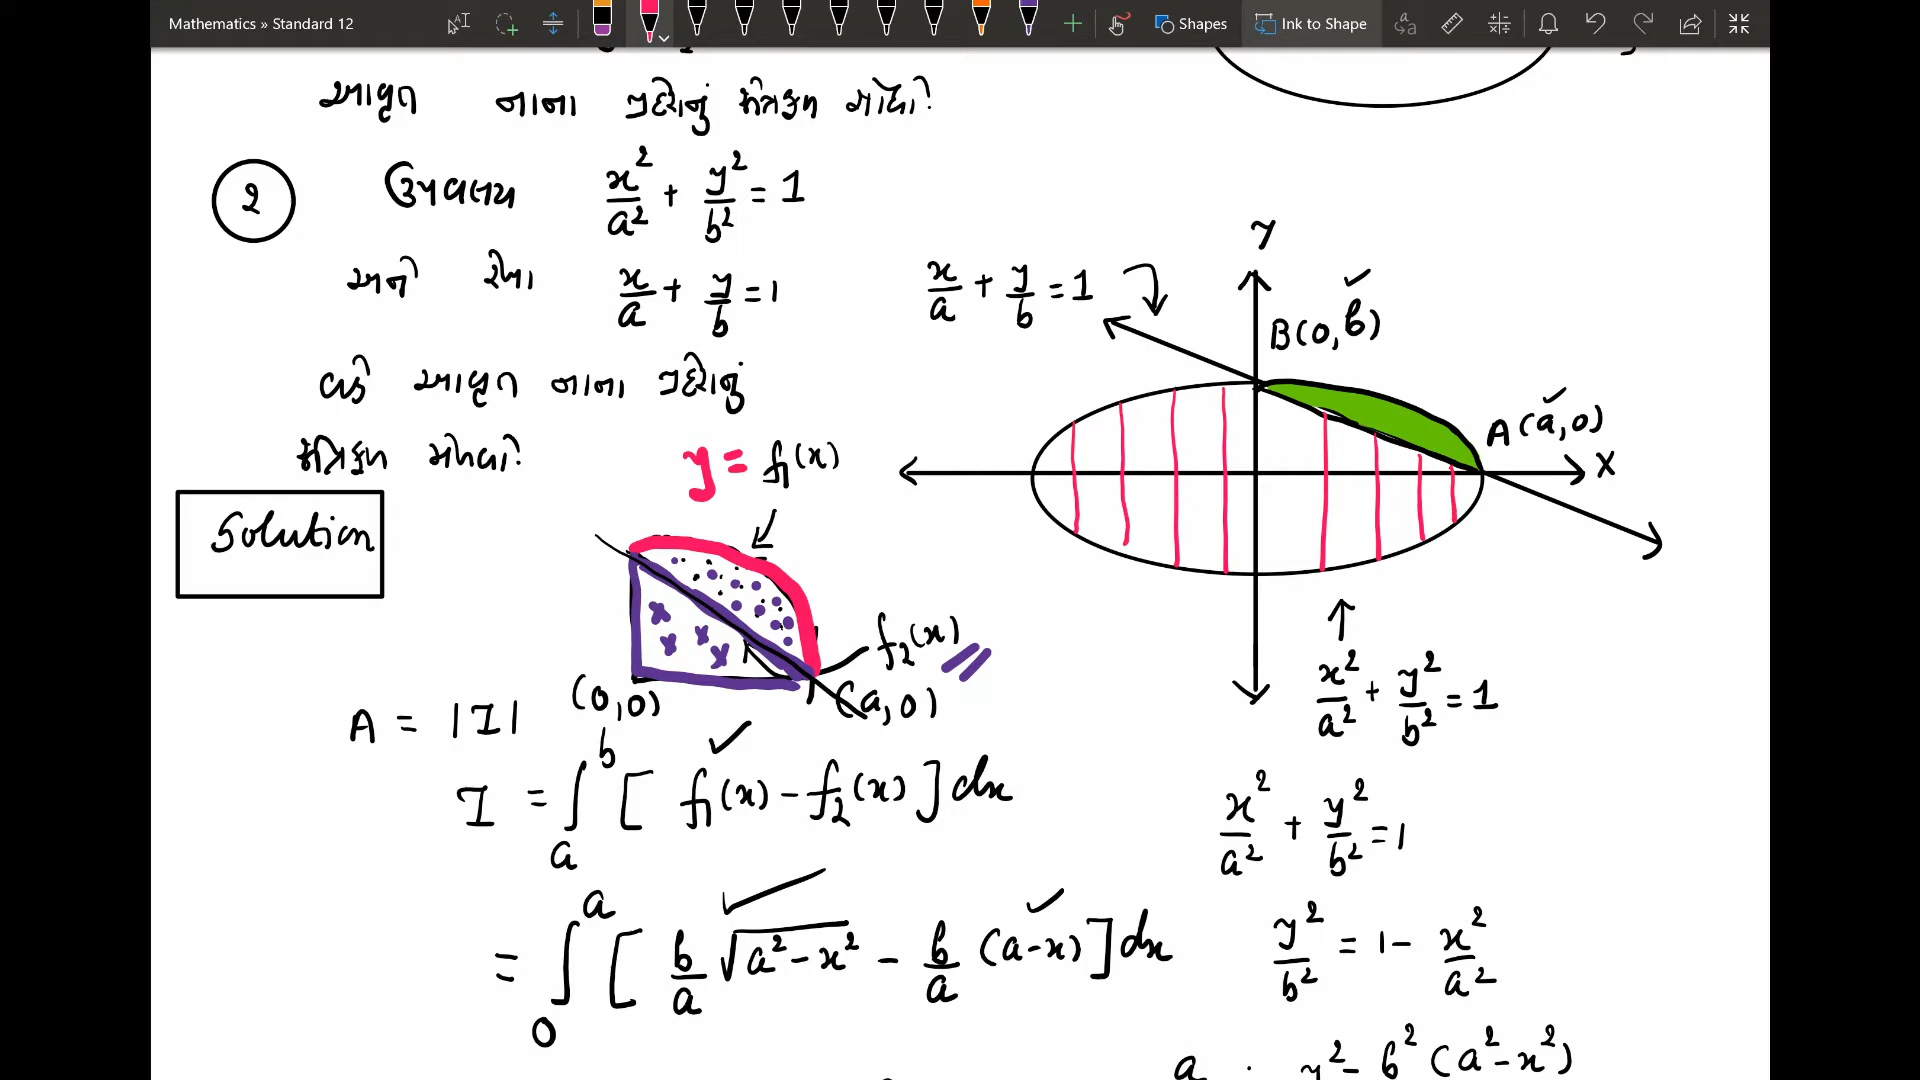 Mathematics » Standard 12
Shapes
Ink to Shape
આવૃત્ત નાના પ્રદેશનું ક્ષેત્રફળ શોધો?
2 ઉપવલય x²/a² + y²/b² = 1
અને રેખા x/a + y/b = 1
વડે આવૃત્ત નાના પ્રદેશનું
ક્ષેત્રફળ મેળવો?
Solution
y = f₁(x)
f₂(x)
(0,0)
(a,0)
A = |I|
I = ∫ₐᵇ [f₁(x) - f₂(x)] dx
= ∫₀ᵃ [b/a √(a²-x²) - b/a (a-x)] dx
x/a + y/b = 1
Y
B(0,b)
A(a,0)
X
x²/a² + y²/b² = 1
x²/a² + y²/b² = 1
y²/b² = 1 - x²/a²